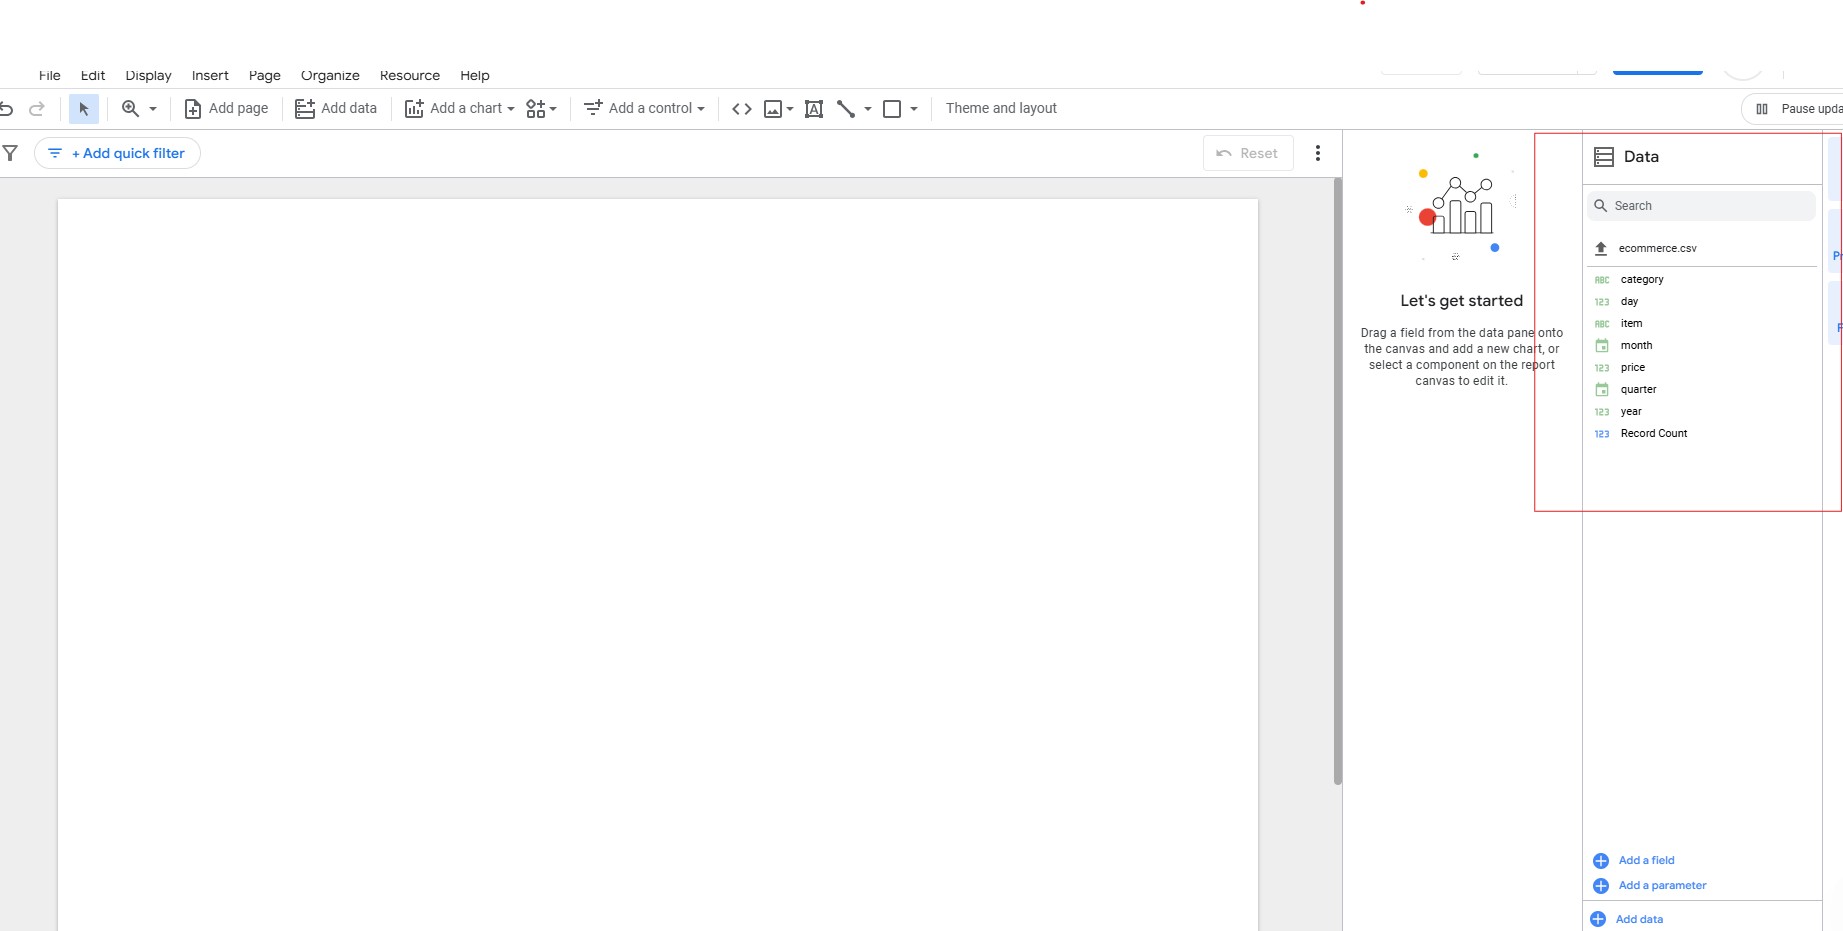 File Edit Display Insert Page Organize Resource Help
Add page Add data Add a chart Add a control Theme and layout
+ Add quick filter Reset
Let's get started
Drag a field from the data pane onto
the canvas and add a new chart, or
select a component on the report
canvas to edit it.
Data
Search
ecommerce.csv
ABC category
123 day
ABC item
month
123 price
quarter
123 year
123 Record Count
Add a field
Add a parameter
Add data
Pause